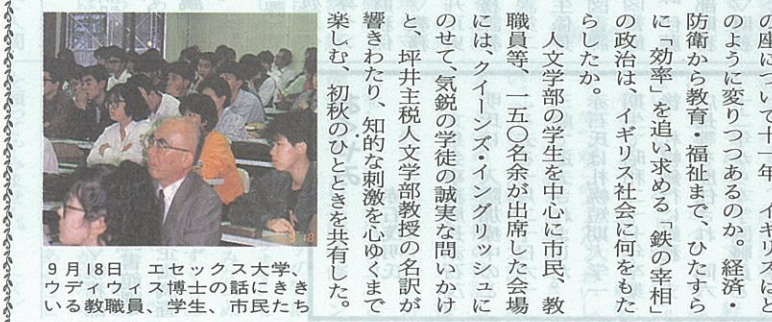 の座について十一年 イギリスはど
のように変りつつあるのか。経済・
防衛から教育・福祉まで、ひたすら
に「効率」を追い求める「鉄の宰相」
の政治は、イギリス社会に何をもた
らしたか。
人文学部の学生を中心に市民、教
職員等、一五〇名余が出席した会場
には、クイーンズ・イングリッシュに
のせて、気鋭の学徒の誠実な問いかけ
と、坪井主税人文学部教授の名訳が
響きわたり、知的な刺激を心ゆくまで
楽しむ、初秋のひとときを共有した。
9月18日 エセックス大学、
ウディウィス博士の話にきき
いる教職員、学生、市民たち